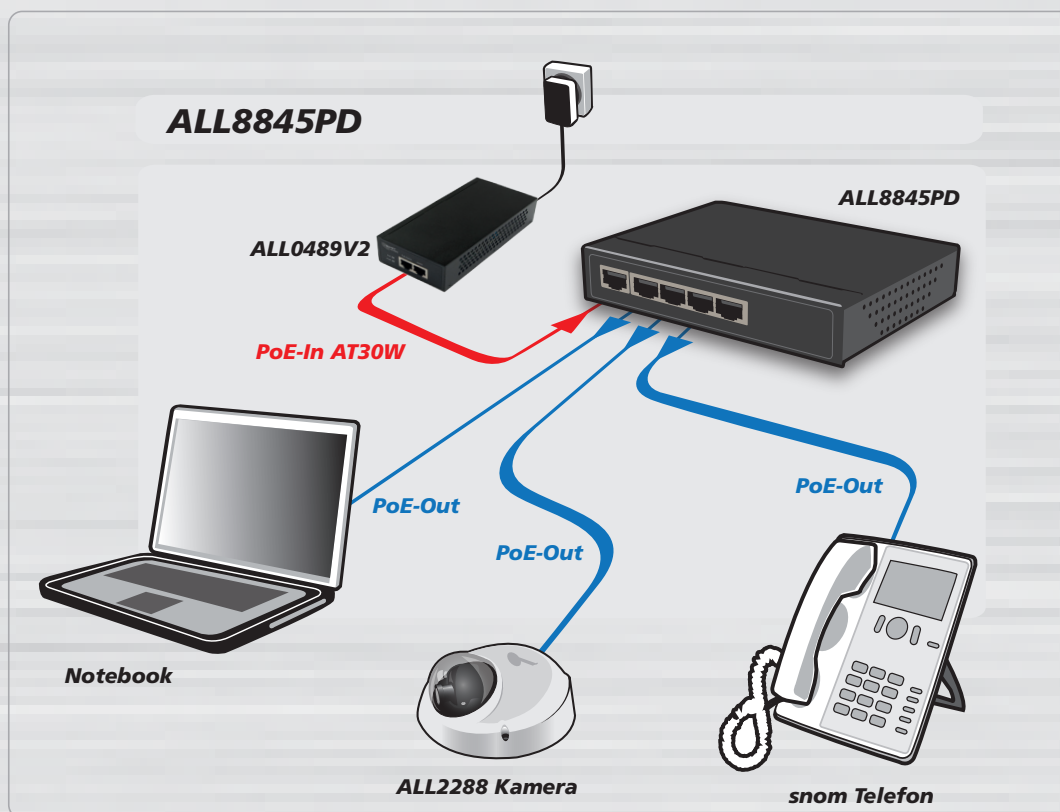 ALL8845PD
ALL8845PD
ALL0489V2
PoE-In AT30W
PoE-Out
PoE-Out
PoE-Out
Notebook
ALL2288 Kamera
snom Telefon